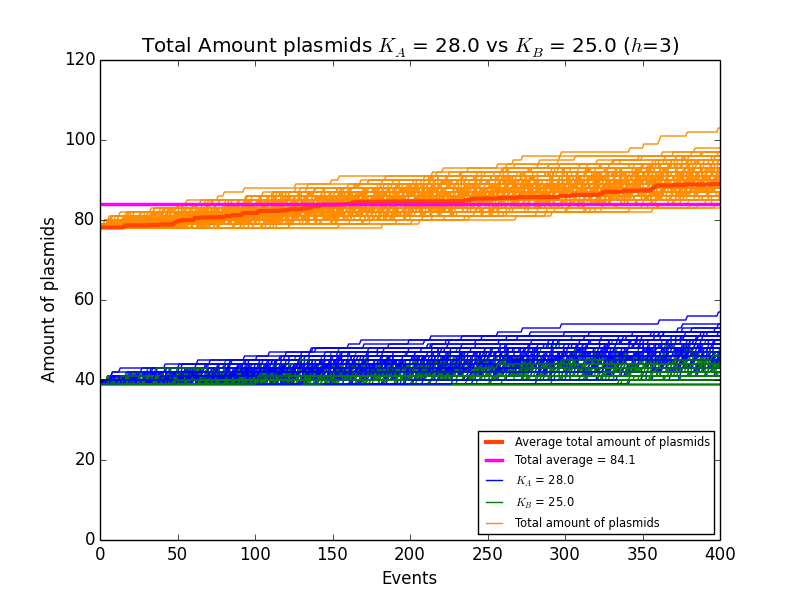 Total Amount plasmids K_A = 28.0 vs K_B = 25.0 (h=3)
120
100
80
60
40
20
0
Amount of plasmids
0 50 100 150 200 250 300 350 400
Events
Average total amount of plasmids
Total average = 84.1
K_A = 28.0
K_B = 25.0
Total amount of plasmids